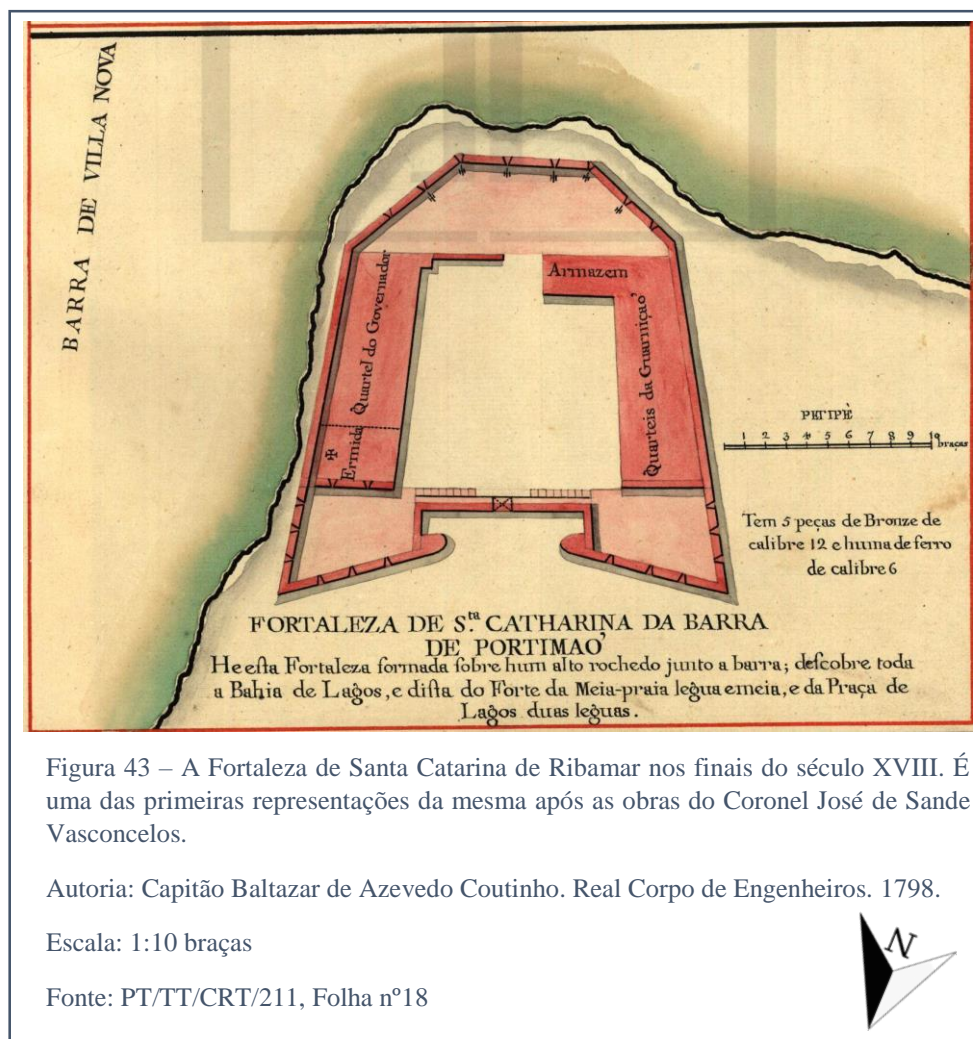 BARRA DE VILLA NOVA
Quartel do Governador
Ermida
Armazem
Quarteis da Guarniçaõ
PETIPÈ
1 2 3 4 5 6 7 8 9 10 braças
Tem 5 peças de Bronze de
calibre 12 e huma de ferro
de calibre 6
FORTALEZA DE S.ta CATHARINA DA BARRA
DE PORTIMAÕ
He eſta Fortaleza formada ſobre hum alto rochedo junto a barra; deſcobre toda
a Bahia de Lagos, e diſta do Forte da Meia-praia legua e meia, e da Praça de
Lagos duas leguas.
Figura 43 – A Fortaleza de Santa Catarina de Ribamar nos finais do século XVIII. É
uma das primeiras representações da mesma após as obras do Coronel José de Sande
Vasconcelos.
Autoria: Capitão Baltazar de Azevedo Coutinho. Real Corpo de Engenheiros. 1798.
Escala: 1:10 braças
Fonte: PT/TT/CRT/211, Folha nº18
N